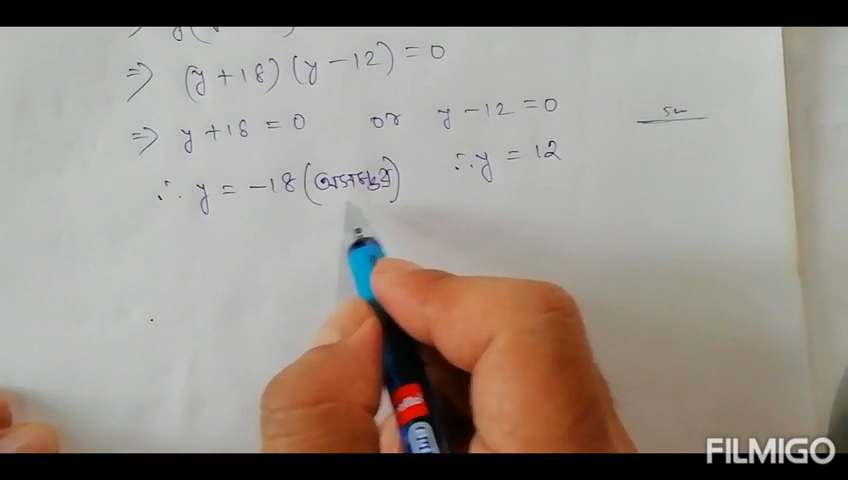 ⇒ (y + 18) (y - 12) = 0
⇒ y + 18 = 0 or y - 12 = 0
∴ y = -18 (অসম্ভব) ∴ y = 12
FILMIGO